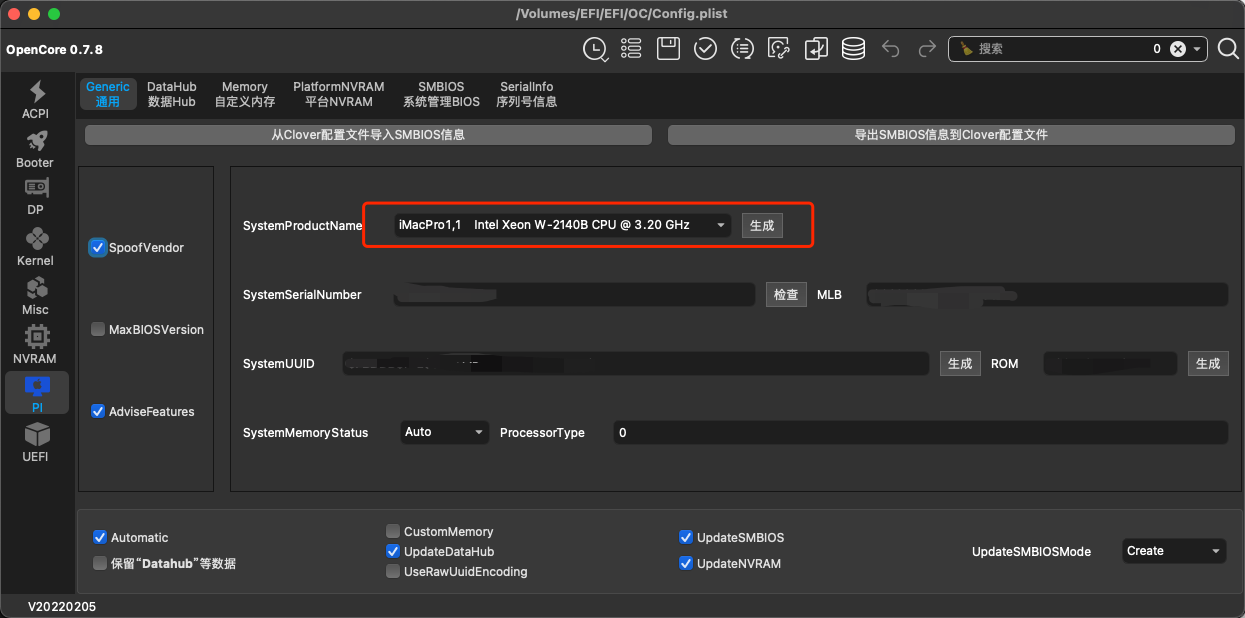 /Volumes/EFI/EFI/OC/Config.plist
OpenCore 0.7.8
搜索 0
ACPI
Booter
DP
Kernel
Misc
NVRAM
PI
UEFI
Generic DataHub Memory PlatformNVRAM SMBIOS SerialInfo
通用 数据Hub 自定义内存 平台NVRAM 系统管理BIOS 序列号信息
从Clover配置文件导入SMBIOS信息 导出SMBIOS信息到Clover配置文件
SpoofVendor
MaxBIOSVersion
AdviseFeatures
SystemProductName iMacPro1,1 Intel Xeon W-2140B CPU @ 3.20 GHz 生成
SystemSerialNumber 检查 MLB
SystemUUID 生成 ROM 生成
SystemMemoryStatus Auto ProcessorType 0
Automatic
保留“Datahub”等数据
CustomMemory
UpdateDataHub
UseRawUuidEncoding
UpdateSMBIOS
UpdateNVRAM
UpdateSMBIOSMode Create
V20220205